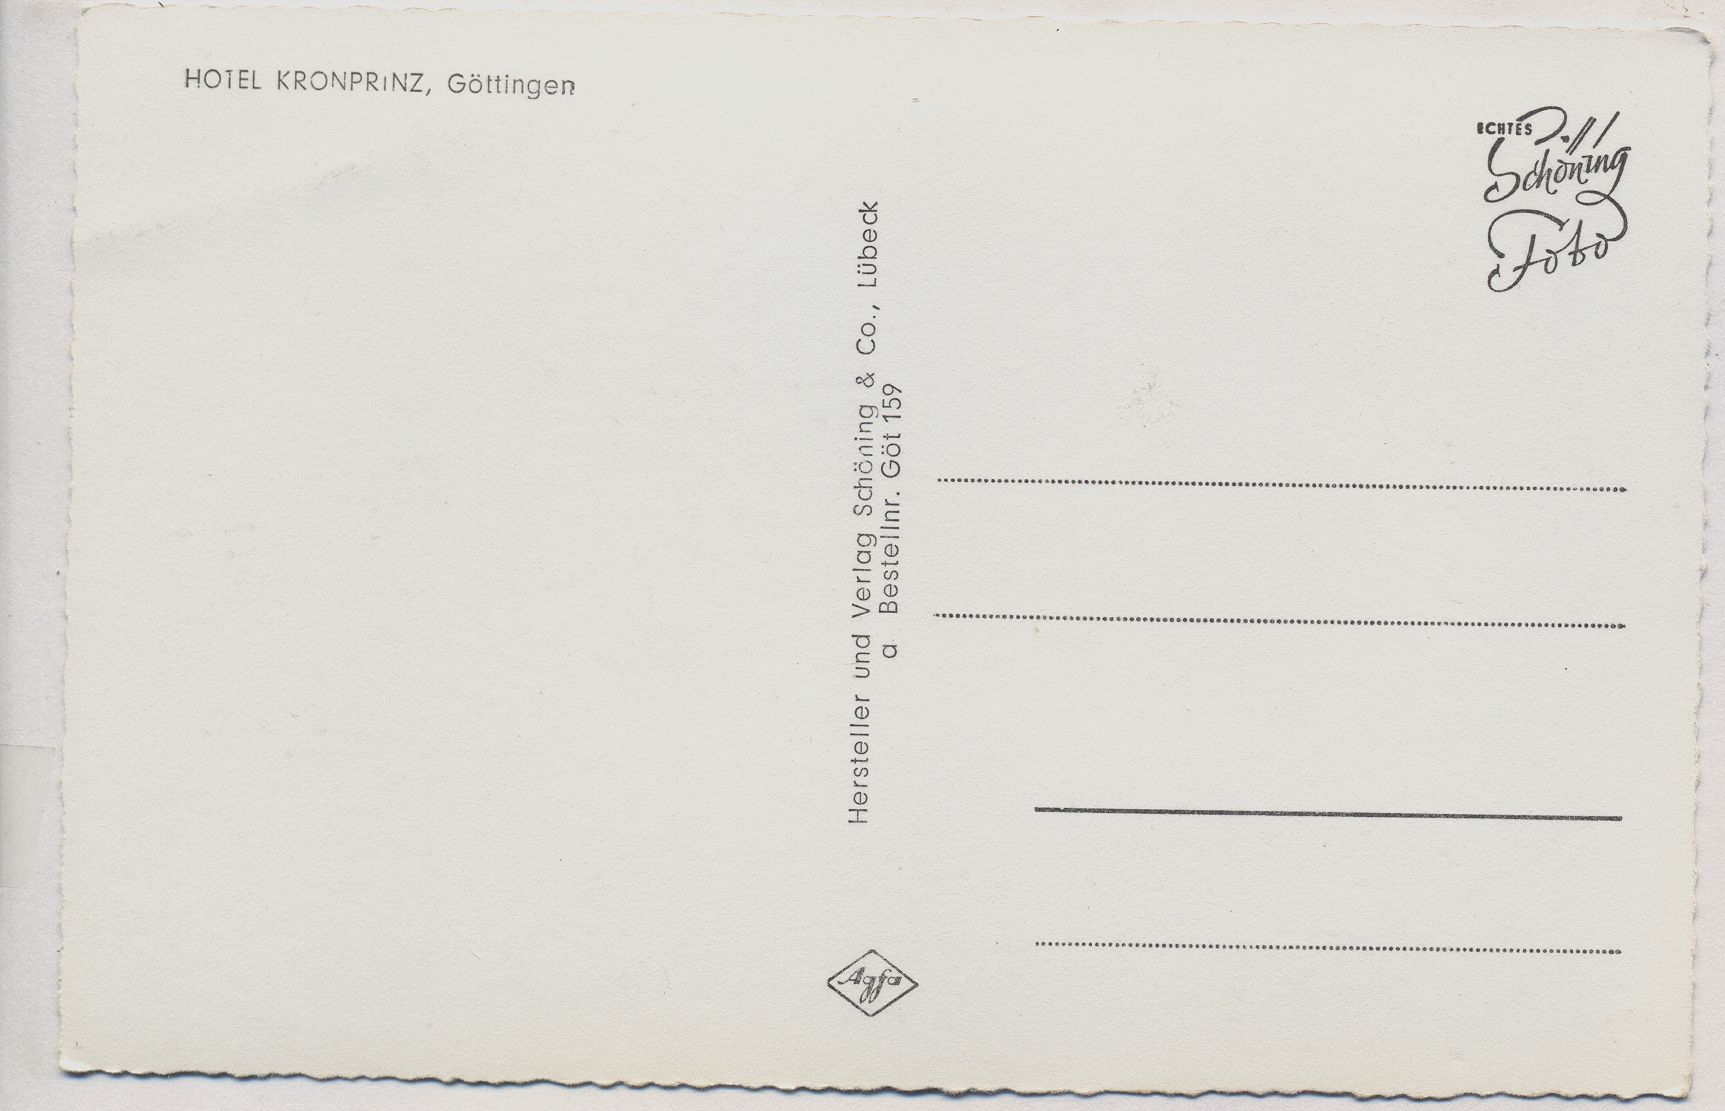 HOTEL KRONPRINZ, Göttingen
ECHTES
Schöning
Foto
Hersteller und Verlag Schöning & Co., Lübeck
a Bestellnr. Göt 159
Agfa